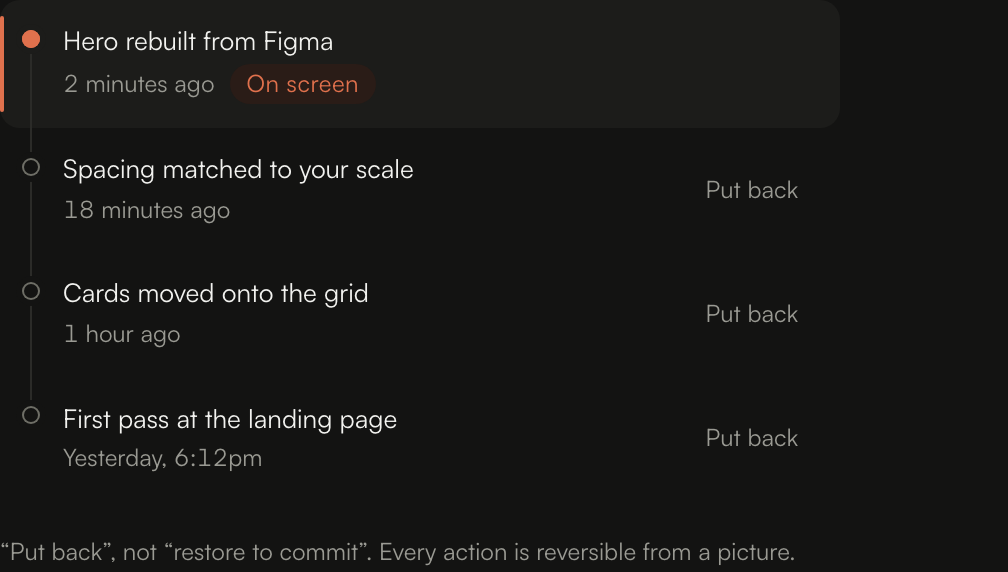 Hero rebuilt from Figma
2 minutes ago On screen
Spacing matched to your scale
18 minutes ago
Put back
Cards moved onto the grid
1 hour ago
Put back
First pass at the landing page
Yesterday, 6:12pm
Put back
“Put back”, not “restore to commit”. Every action is reversible from a picture.